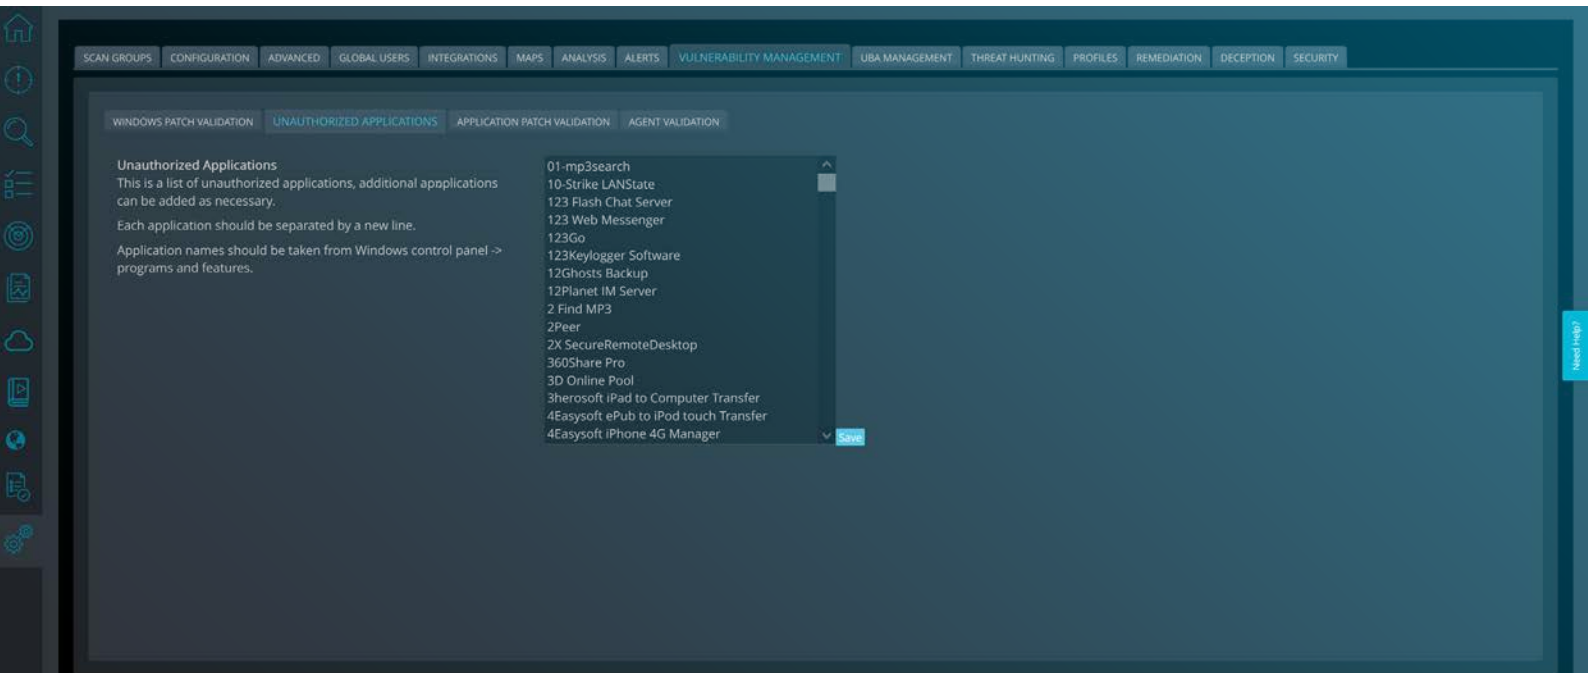 SCAN GROUPS CONFIGURATION ADVANCED GLOBAL USERS INTEGRATIONS MAPS ANALYSIS ALERTS VULNERABILITY MANAGEMENT UBA MANAGEMENT THREAT HUNTING PROFILES REMEDIATION DECEPTION SECURITY
WINDOWS PATCH VALIDATION UNAUTHORIZED APPLICATIONS APPLICATION PATCH VALIDATION AGENT VALIDATION
Unauthorized Applications
This is a list of unauthorized applications, additional apnplications
can be added as necessary.
Each application should be separated by a new line.
Application names should be taken from Windows control panel ->
programs and features.
01-mp3search
10-Strike LANState
123 Flash Chat Server
123 Web Messenger
123Go
123Keylogger Software
12Ghosts Backup
12Planet IM Server
2 Find MP3
2Peer
2X SecureRemoteDesktop
360Share Pro
3D Online Pool
3herosoft iPad to Computer Transfer
4Easysoft ePub to iPod touch Transfer
4Easysoft iPhone 4G Manager
Save
Need Help?